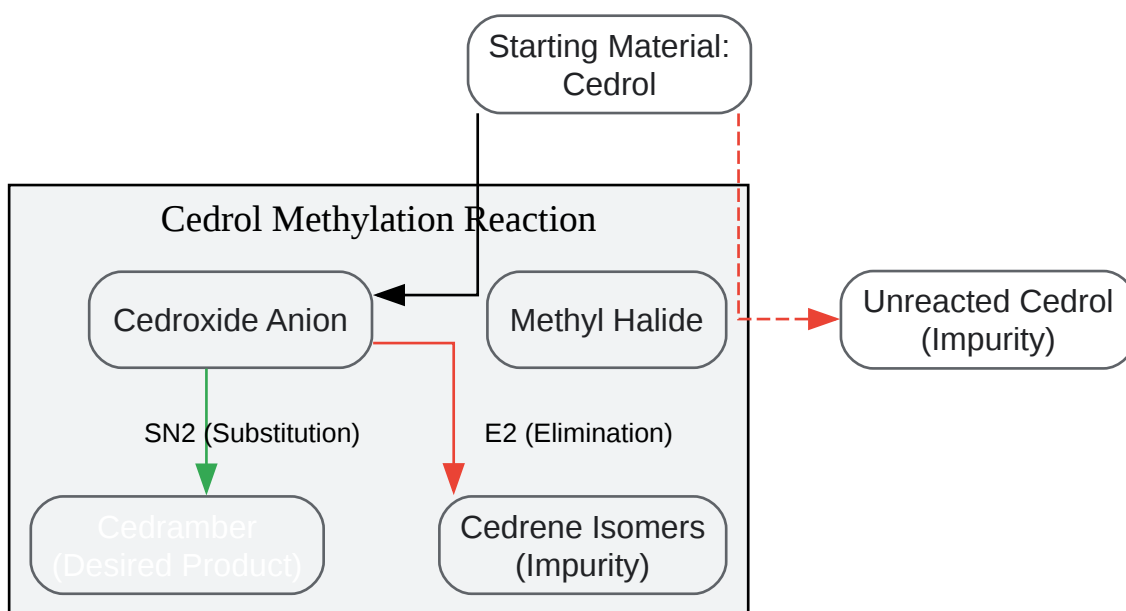 Starting Material:
Cedrol
Cedrol Methylation Reaction
Cedroxide Anion
Methyl Halide
Unreacted Cedrol
(Impurity)
SN2 (Substitution)
E2 (Elimination)
Cedramber
(Desired Product)
Cedrene Isomers
(Impurity)